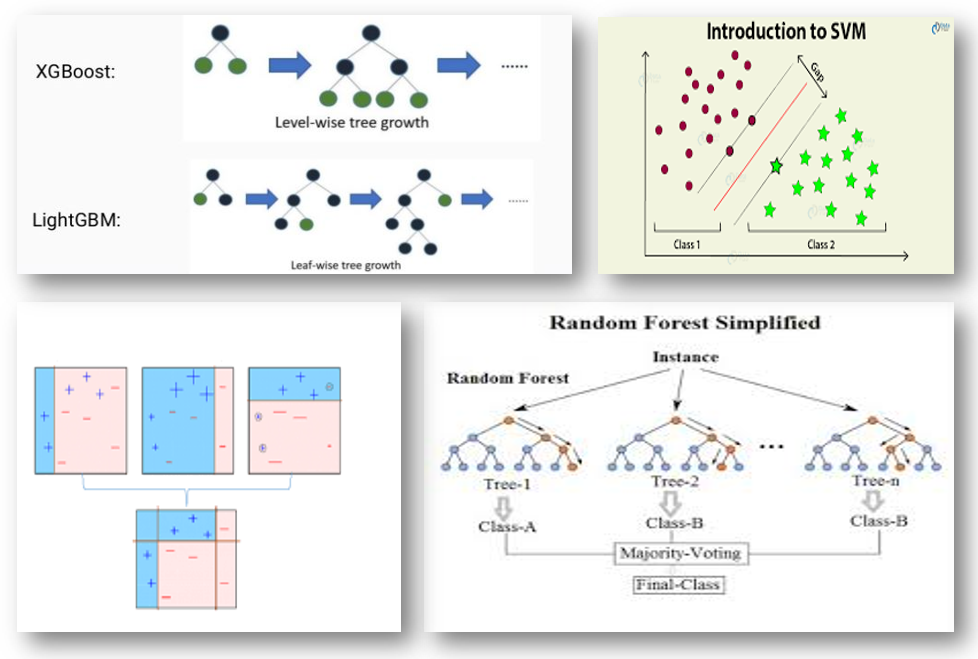 XGBoost:
Level-wise tree growth
......
LightGBM:
Leaf-wise tree growth
......
Introduction to SVM
Gap
Class 1
Class 2
Random Forest Simplified
Instance
Random Forest
...
Tree-1
Tree-2
Tree-n
Class-A
Class-B
Class-B
Majority-Voting
Final-Class